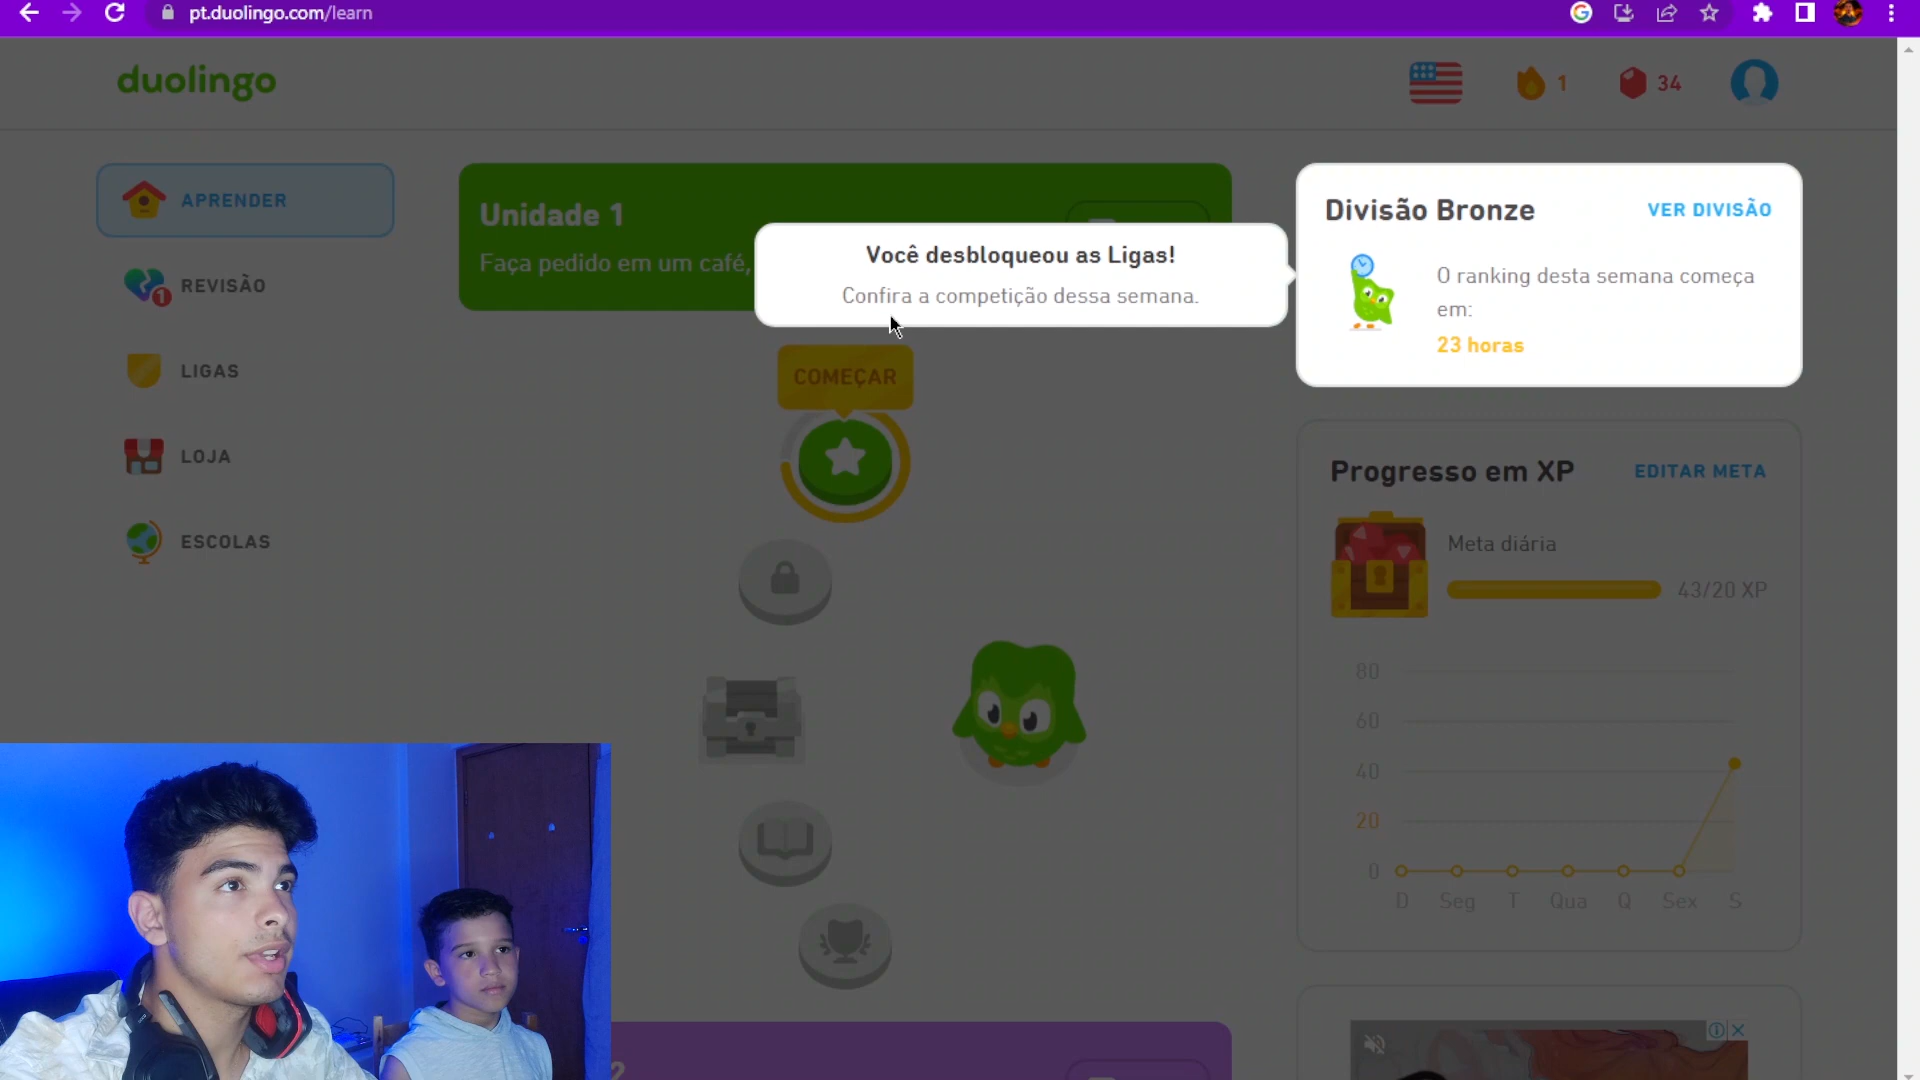 pt.duolingo.com/learn
duolingo
1
34
APRENDER
REVISÃO
1
LIGAS
LOJA
ESCOLAS
Unidade 1
Faça pedido em um café,
Você desbloqueou as Ligas!
Confira a competição dessa semana.
COMEÇAR
Divisão Bronze
VER DIVISÃO
O ranking desta semana começa
em:
23 horas
Progresso em XP
EDITAR META
Meta diária
43/20 XP
80
60
40
20
0
D Seg T Qua Q Sex S
2